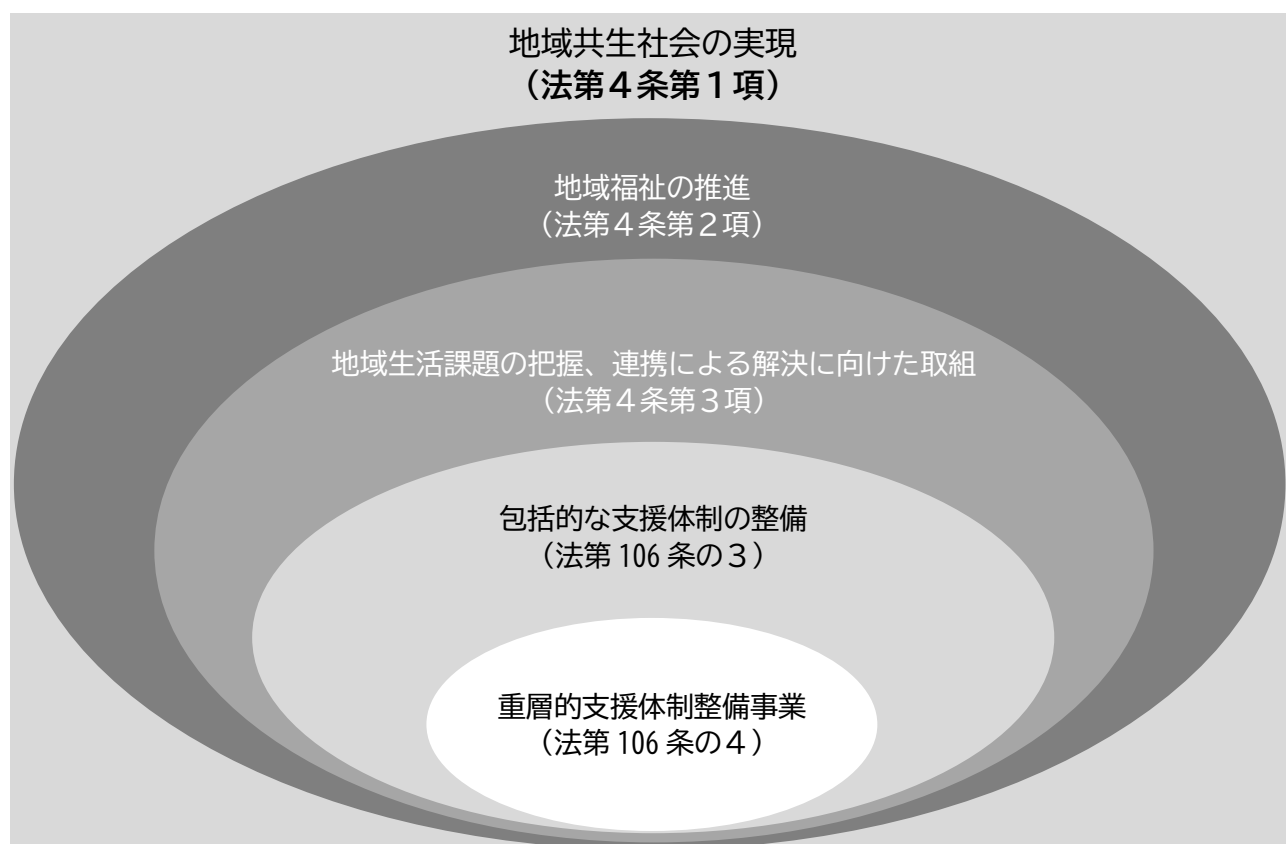 地域共生社会の実現
（法第４条第１項）
地域福祉の推進
（法第４条第２項）
地域生活課題の把握、連携による解決に向けた取組
（法第４条第３項）
包括的な支援体制の整備
（法第 106 条の３）
重層的支援体制整備事業
（法第 106 条の４）